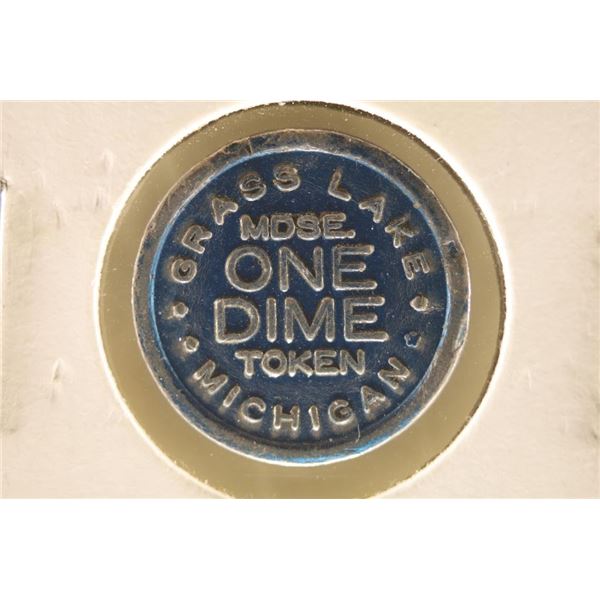 GRASS LAKE
MDSE.
ONE
DIME
TOKEN
MICHIGAN